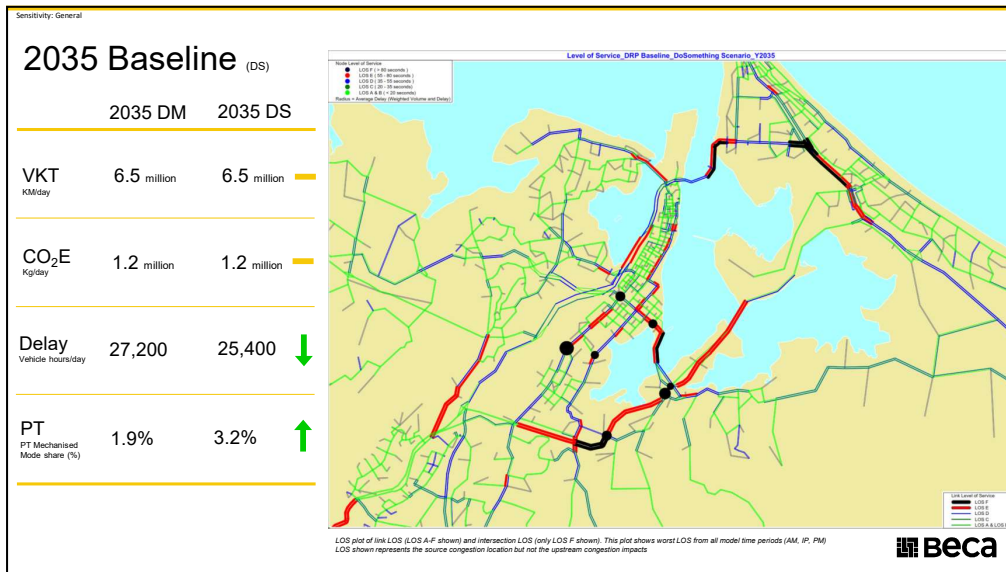 Sensitivity: General
2035 Baseline (DS)
2035 DM 2035 DS
VKT
KM/day
6.5 million 6.5 million
CO₂E
Kg/day
1.2 million 1.2 million
Delay
Vehicle hours/day
27,200 25,400
PT
PT Mechanised
Mode share (%)
1.9% 3.2%
Level of Service_DRP Baseline_DoSomething Scenario_Y2035
Node Level of Service
LOS F ( > 80 seconds )
LOS E ( 55 - 80 seconds )
LOS D ( 35 - 55 seconds )
LOS C ( 20 - 35 seconds)
LOS A & B ( < 20 seconds)
Radius = Average Delay (Weighted Volume and Delay)
Link Level of Service
LOS F
LOS E
LOS D
LOS C
LOS A & LOS
LOS plot of link LOS (LOS A-F shown) and intersection LOS (only LOS F shown). This plot shows worst LOS from all model time periods (AM, IP, PM)
LOS shown represents the source congestion location but not the upstream congestion impacts
Beca